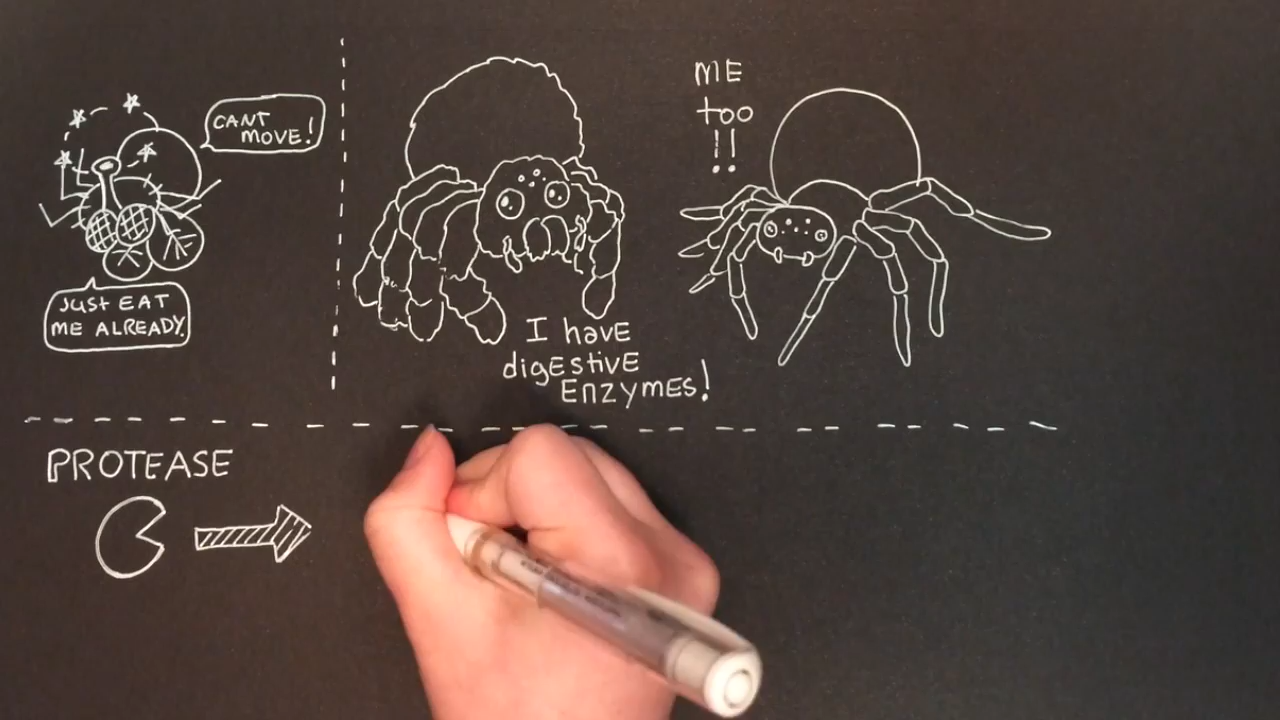 CANT
MOVE!
JUST EAT
ME ALREADY.
ME
too
!!
I have
digestive
Enzymes!
PROTEASE